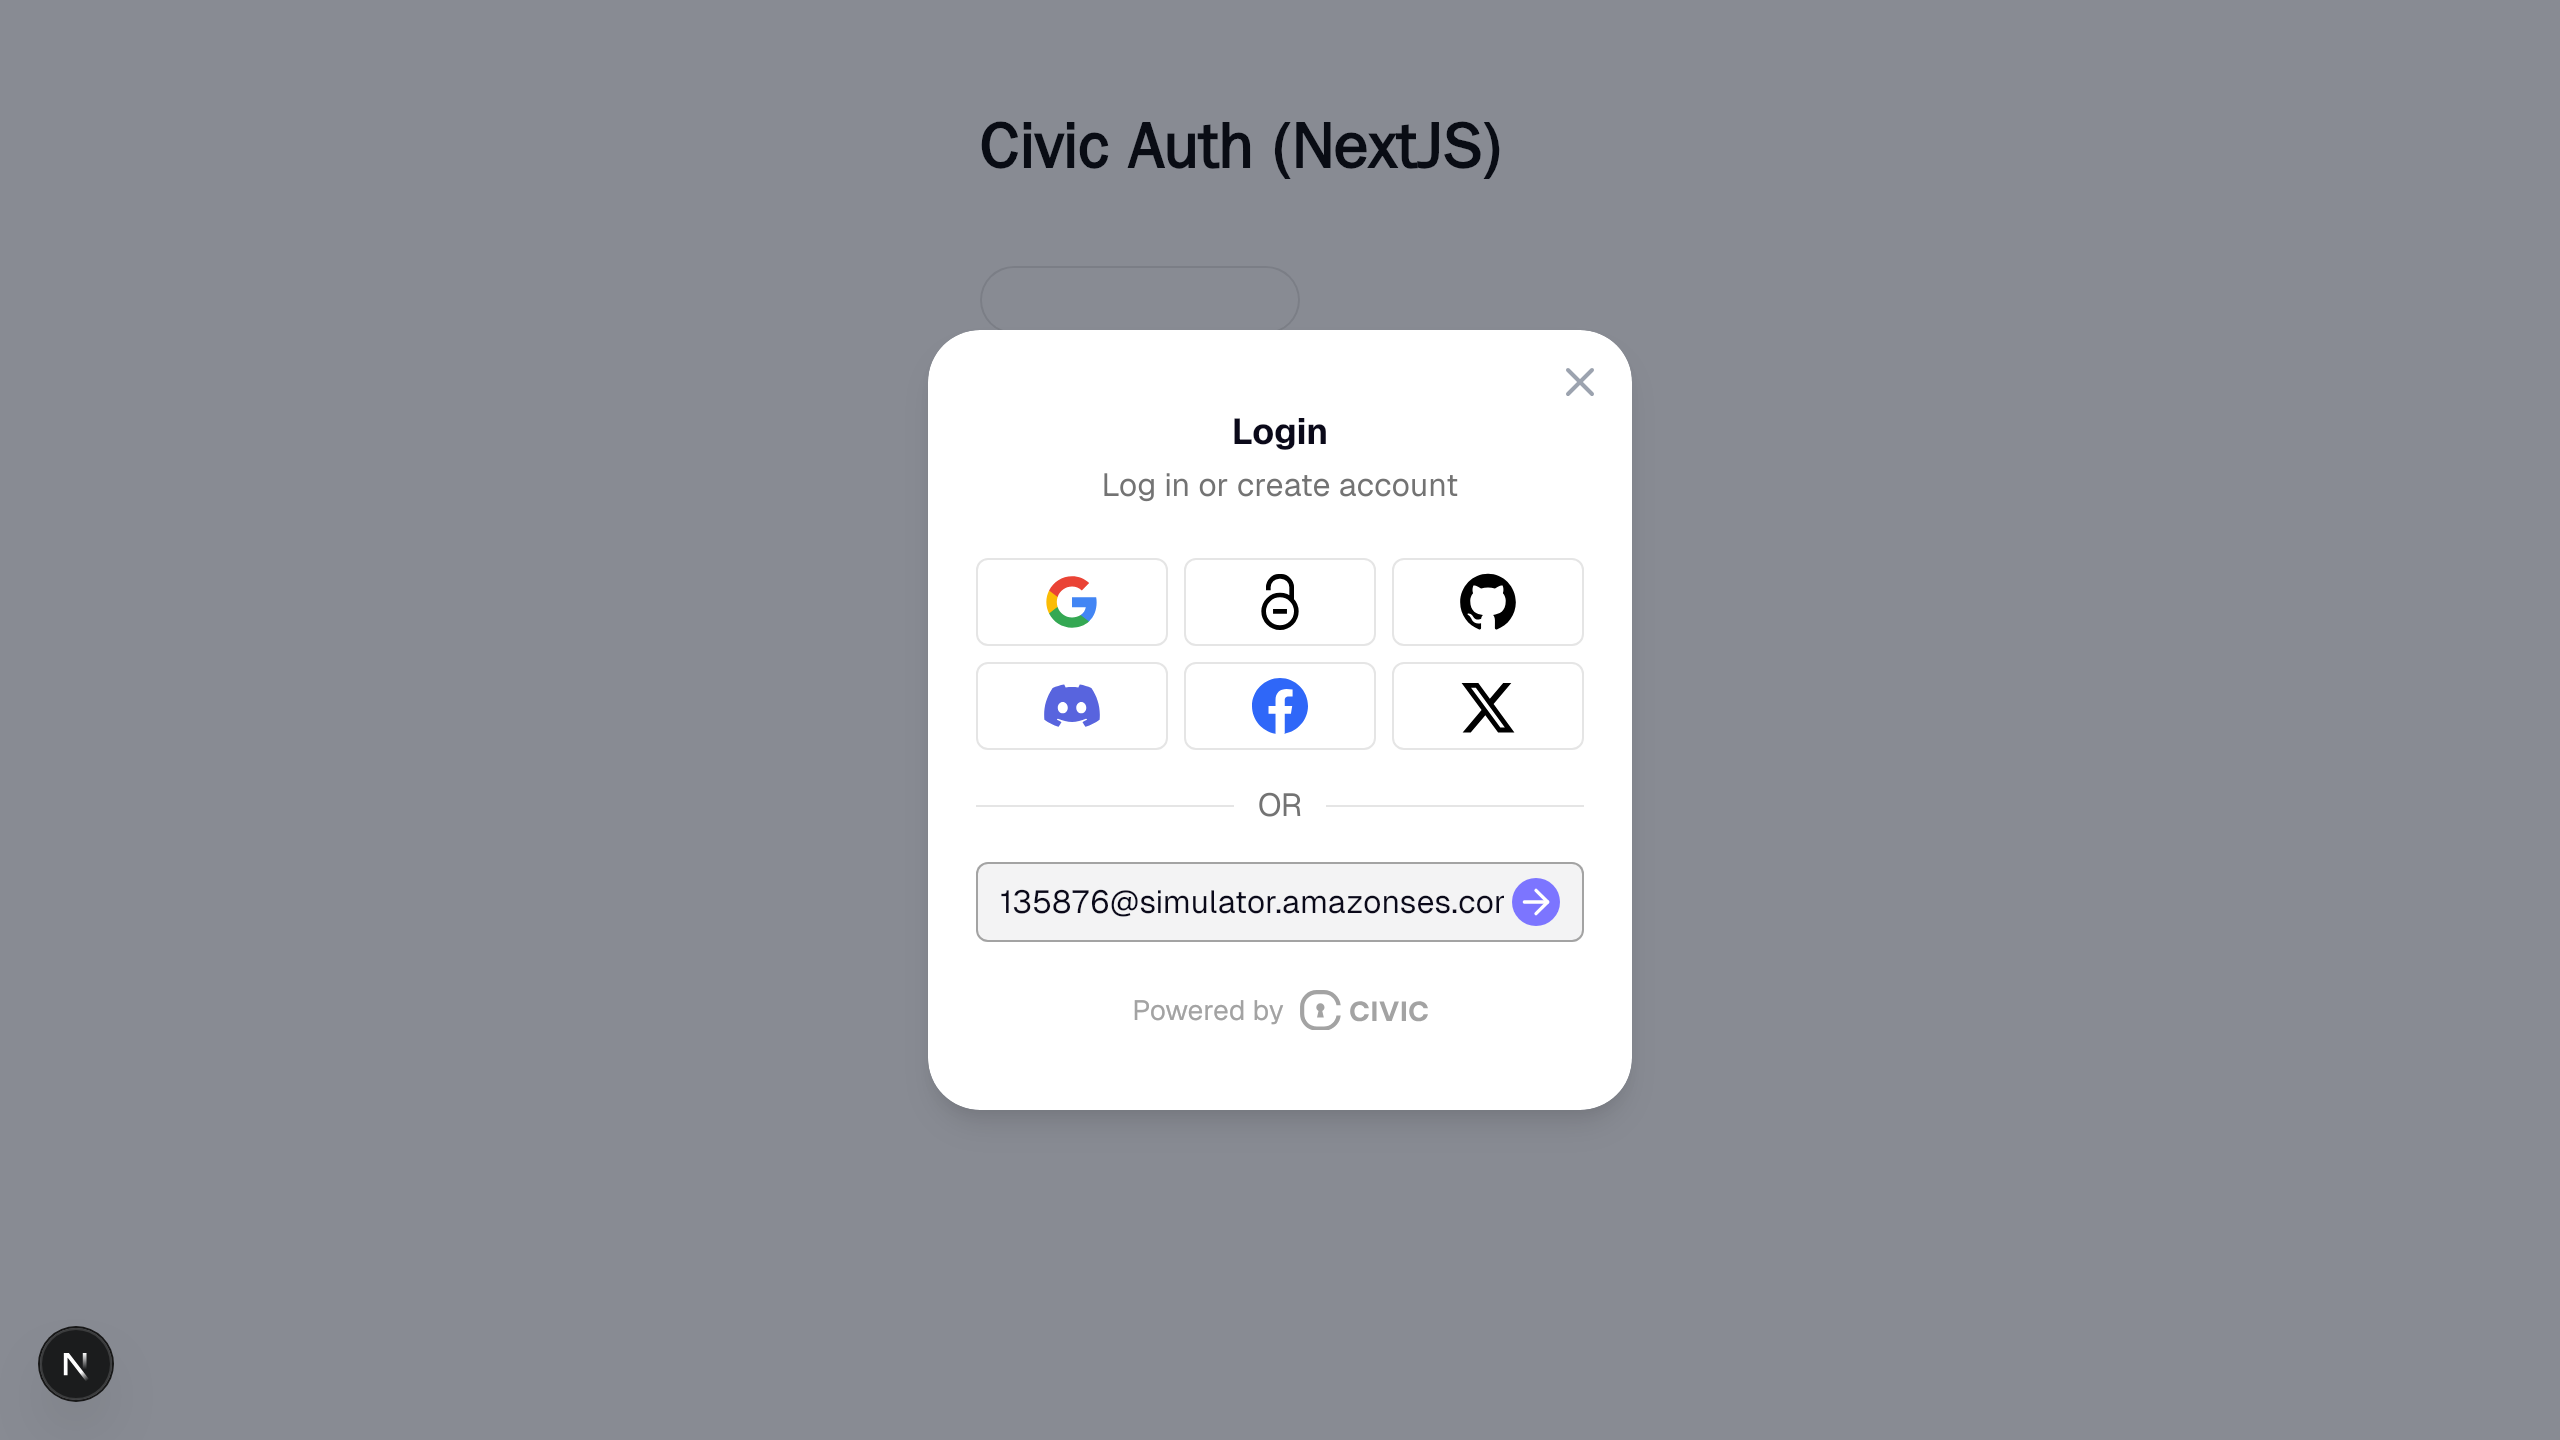 Civic Auth (NextJS)
Login
Log in or create account
OR
135876@simulator.amazonses.cor
Powered by CIVIC
N